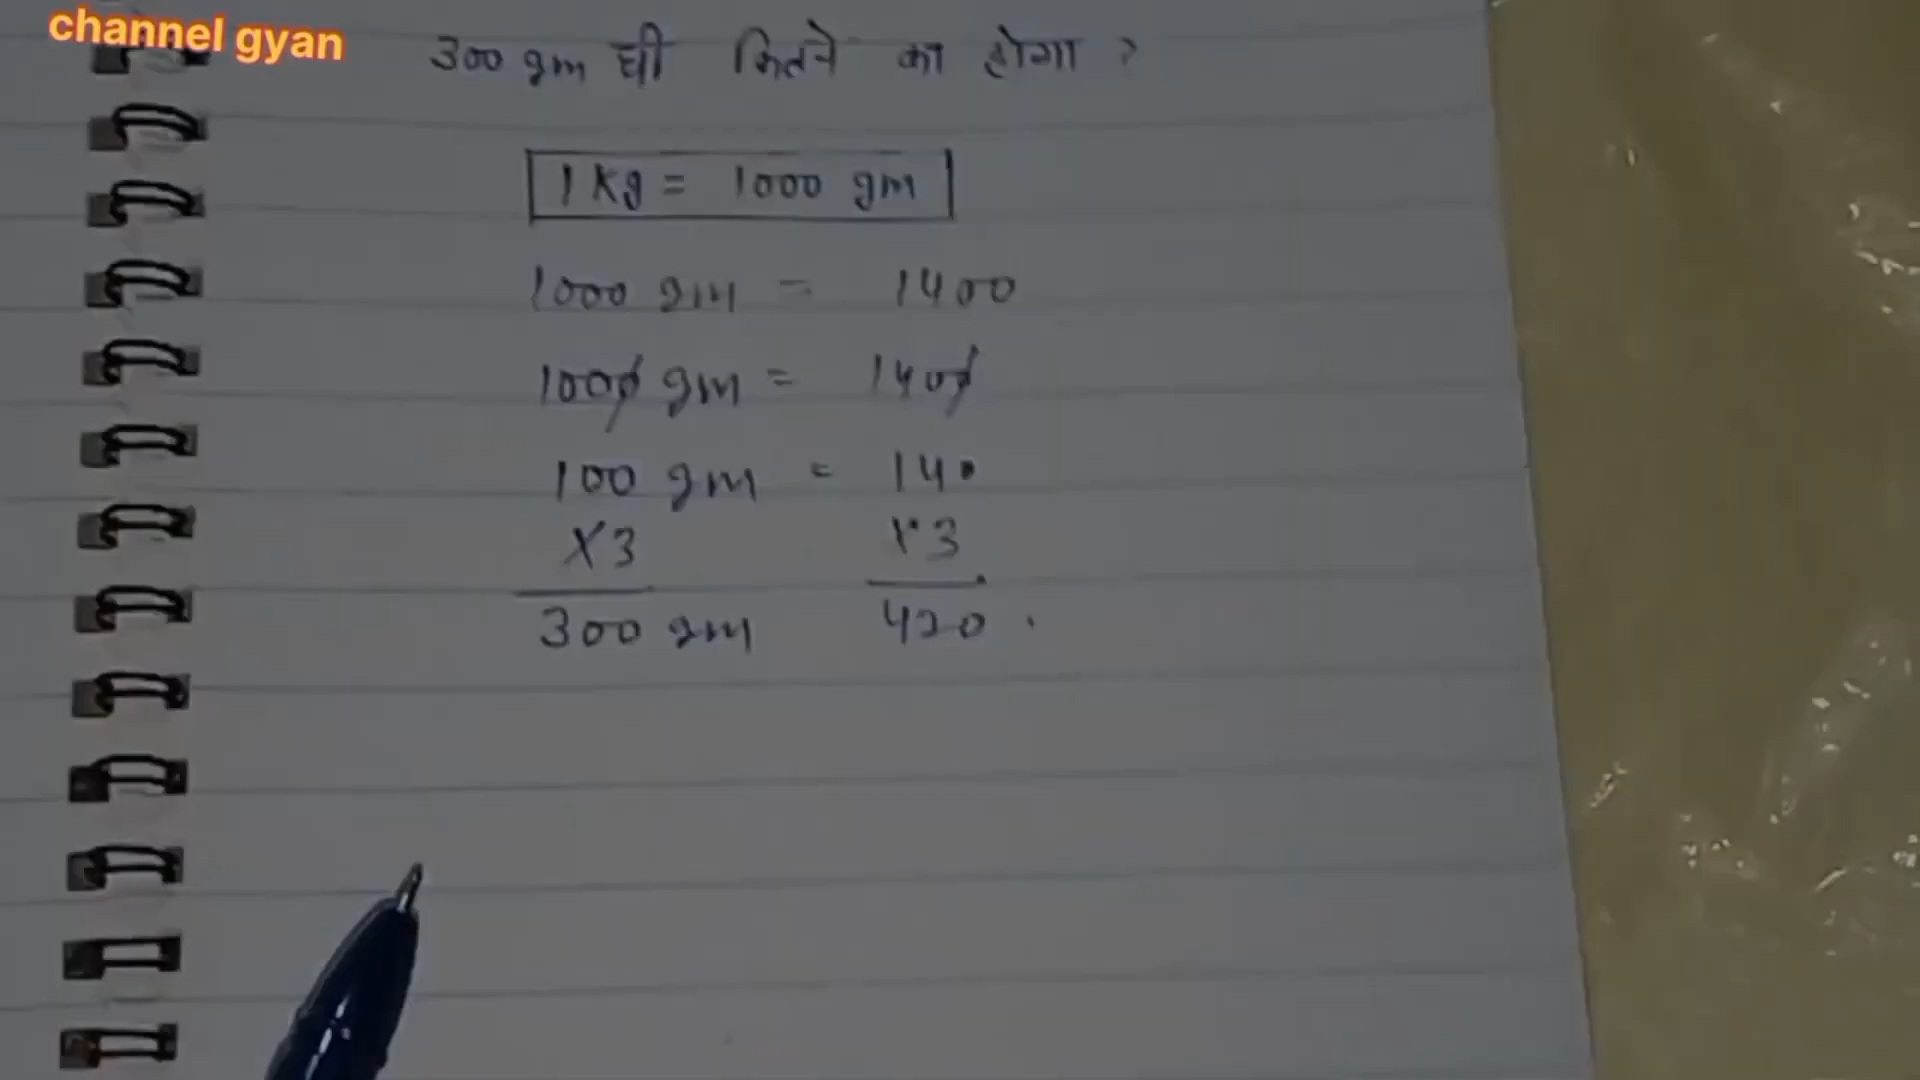 channel gyan
300 gm घी कितने का होगा ?
1 Kg = 1000 gm
1000 gm = 1400
1000 gm = 1400
100 gm = 140
X3 X3
300 gm 420